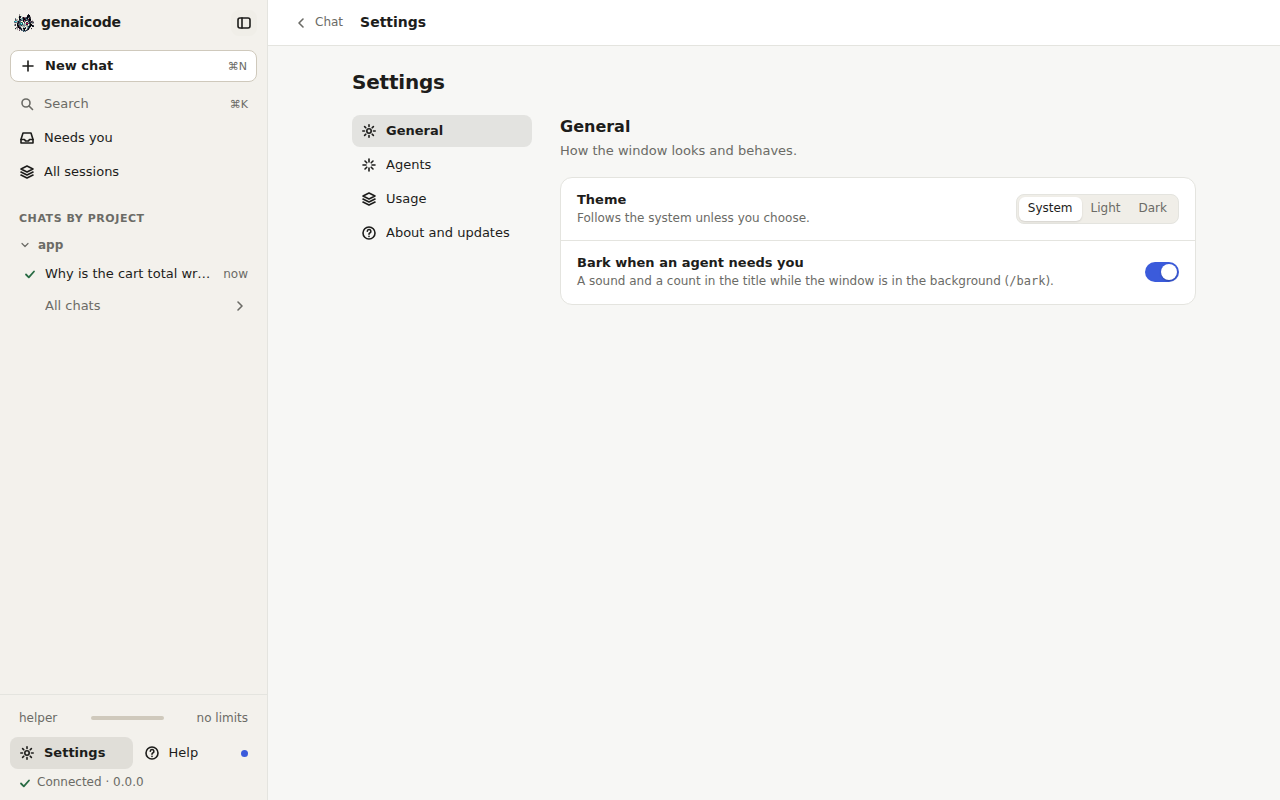 genaicode
New chat ⌘N
Search ⌘K
Needs you
All sessions
CHATS BY PROJECT
app
Why is the cart total wr... now
All chats
helper no limits
Settings Help
Connected · 0.0.0
Chat Settings
Settings
General
Agents
Usage
About and updates
General
How the window looks and behaves.
Theme
Follows the system unless you choose.
System Light Dark
Bark when an agent needs you
A sound and a count in the title while the window is in the background (/bark).